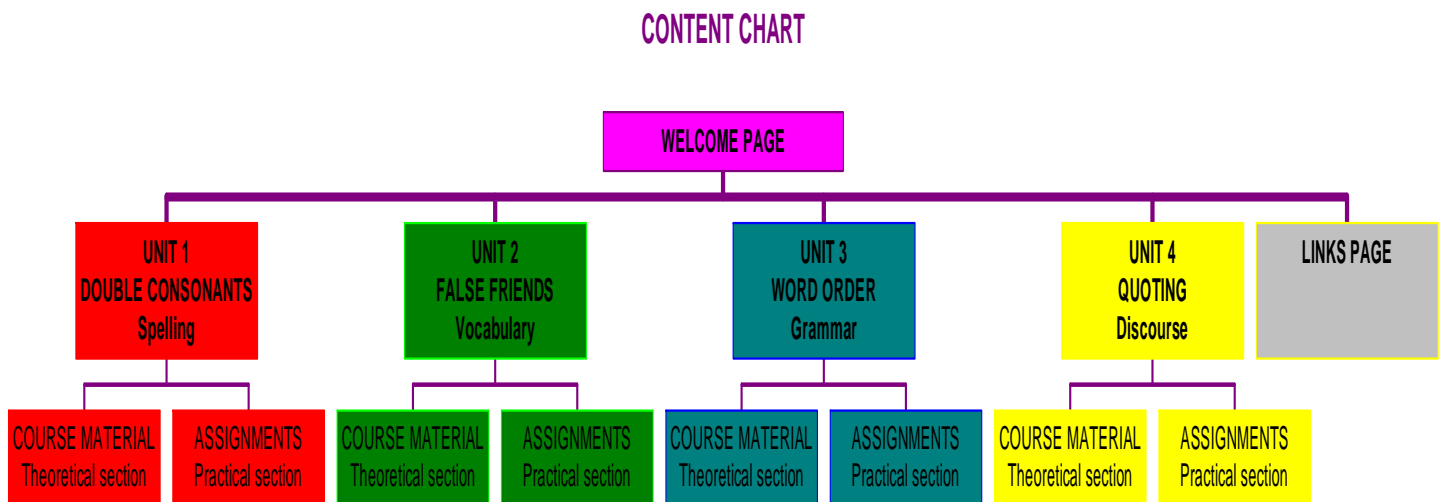 CONTENT CHART
WELCOME PAGE
UNIT 1
DOUBLE CONSONANTS
Spelling
UNIT 2
FALSE FRIENDS
Vocabulary
UNIT 3
WORD ORDER
Grammar
UNIT 4
QUOTING
Discourse
LINKS PAGE
COURSE MATERIAL
Theoretical section
ASSIGNMENTS
Practical section
COURSE MATERIAL
Theoretical section
ASSIGNMENTS
Practical section
COURSE MATERIAL
Theoretical section
ASSIGNMENTS
Practical section
COURSE MATERIAL
Theoretical section
ASSIGNMENTS
Practical section